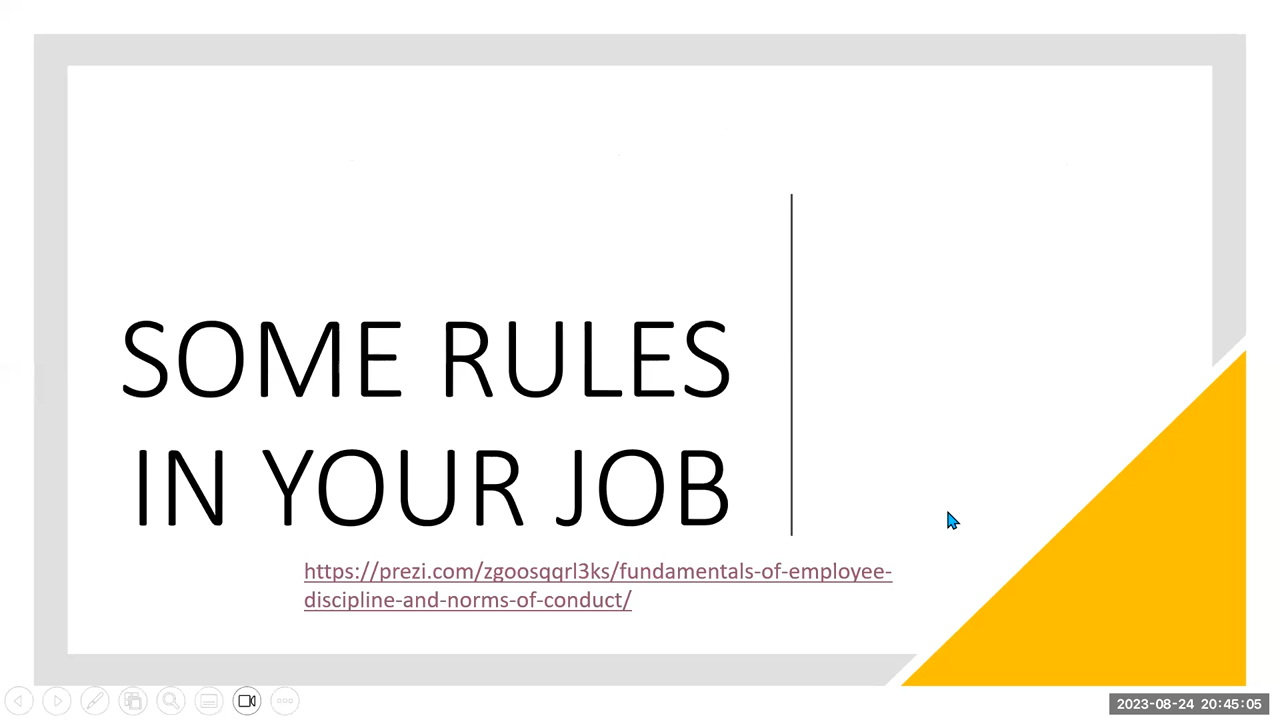 SOME RULES
IN YOUR JOB
https://prezi.com/zgoosqqrl3ks/fundamentals-of-employee-
discipline-and-norms-of-conduct/
2023-08-24 20:45:05